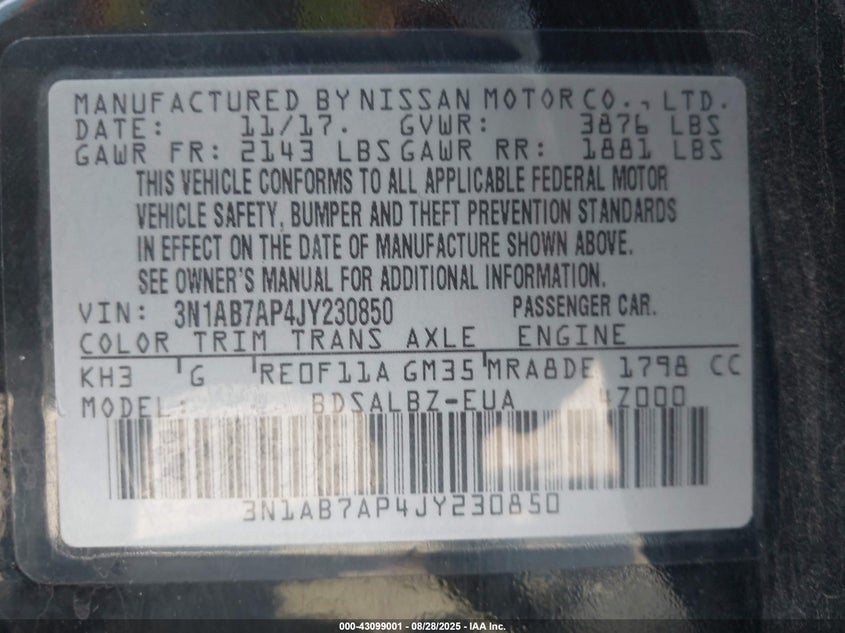 MANUFACTURED BY NISSAN MOTOR CO., LTD.
DATE: 11/17. GVWR: 3876 LBS
GAWR FR: 2143 LBS GAWR RR: 1881 LBS
THIS VEHICLE CONFORMS TO ALL APPLICABLE FEDERAL MOTOR
VEHICLE SAFETY, BUMPER AND THEFT PREVENTION STANDARDS
IN EFFECT ON THE DATE OF MANUFACTURE SHOWN ABOVE.
SEE OWNER'S MANUAL FOR ADDITIONAL INFORMATION.
VIN: 3N1AB7AP4JY230850 PASSENGER CAR.
COLOR TRIM TRANS AXLE ENGINE
KH3 G RE0F11A GM35 MRA8DE 1798 CC
MODEL: BDSALBZ-EUA 4Z000
3N1AB7AP4JY230850
000-43099001 - 08/28/2025 - IAA Inc.